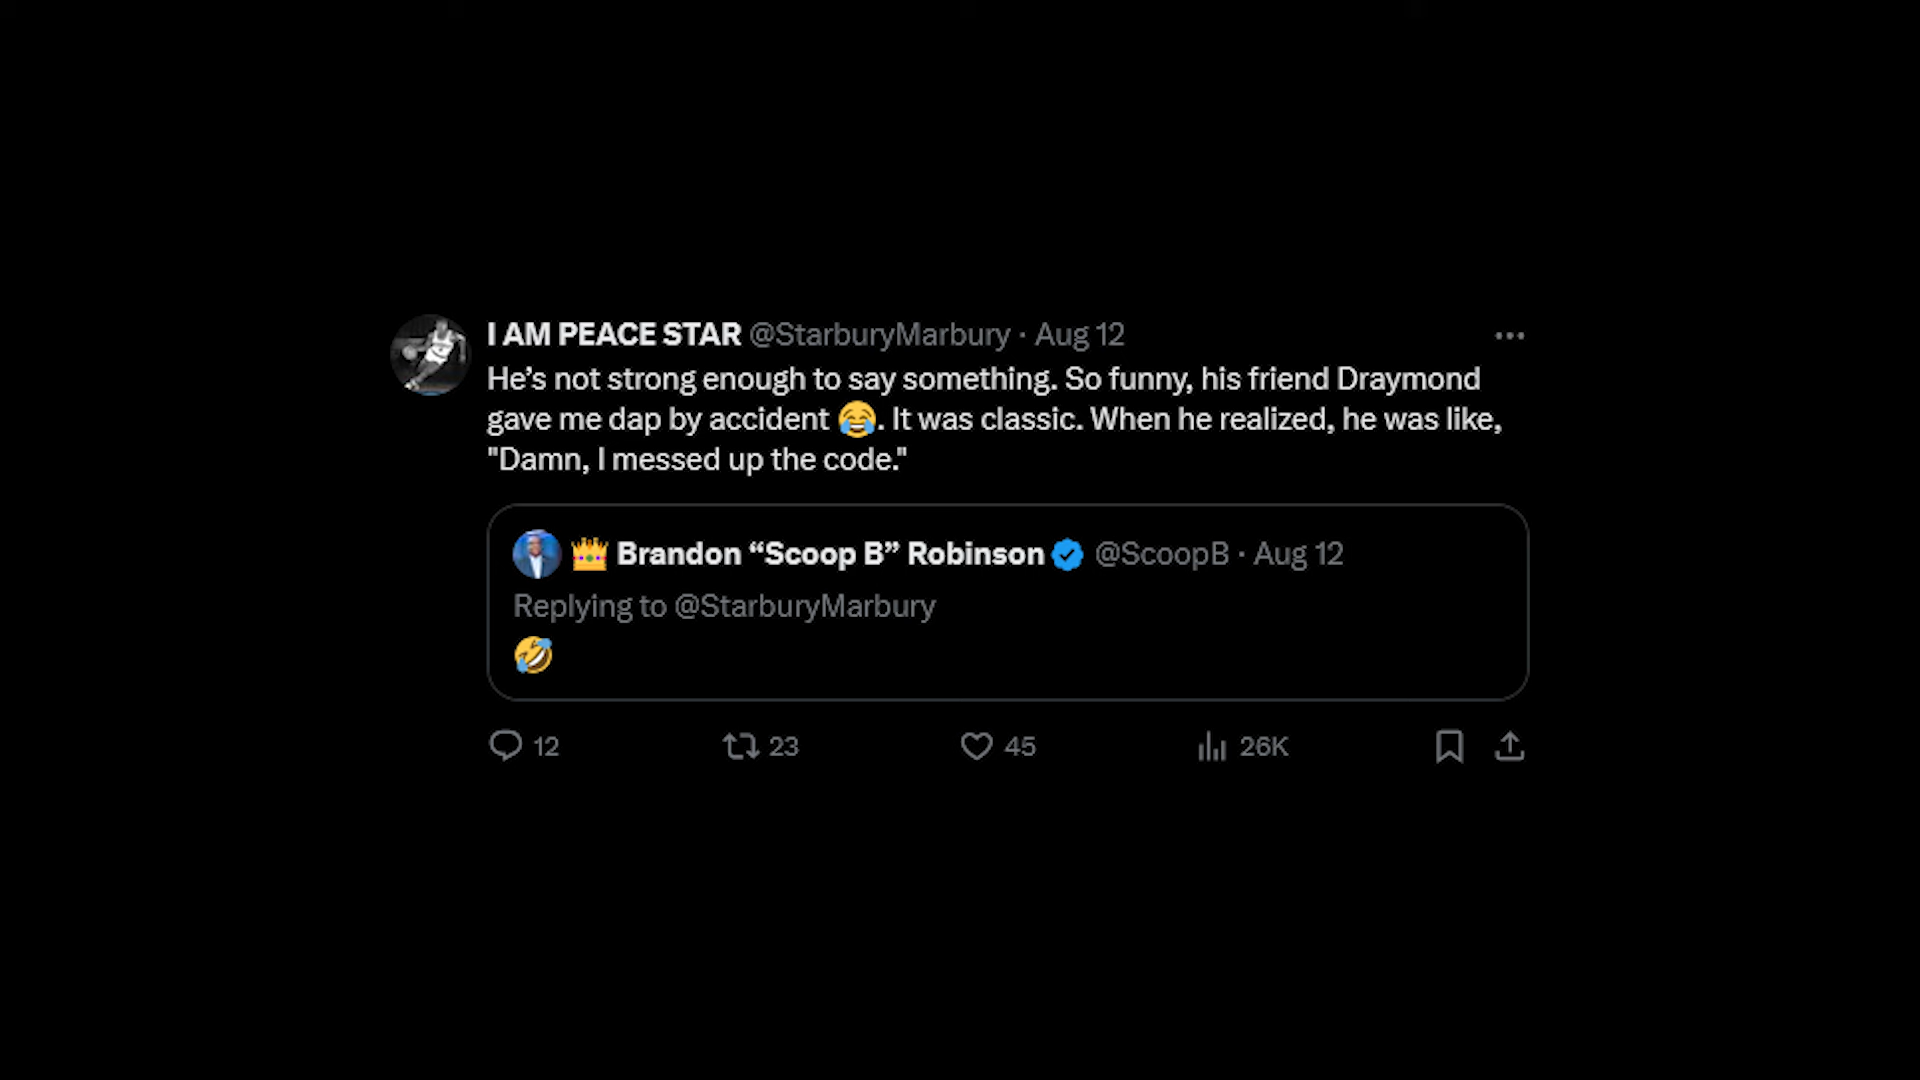 I AM PEACE STAR @StarburyMarbury · Aug 12
He’s not strong enough to say something. So funny, his friend Draymond
gave me dap by accident 😂. It was classic. When he realized, he was like,
"Damn, I messed up the code."
👑 Brandon “Scoop B” Robinson @ScoopB · Aug 12
Replying to @StarburyMarbury
🤣
12 23 45 26K